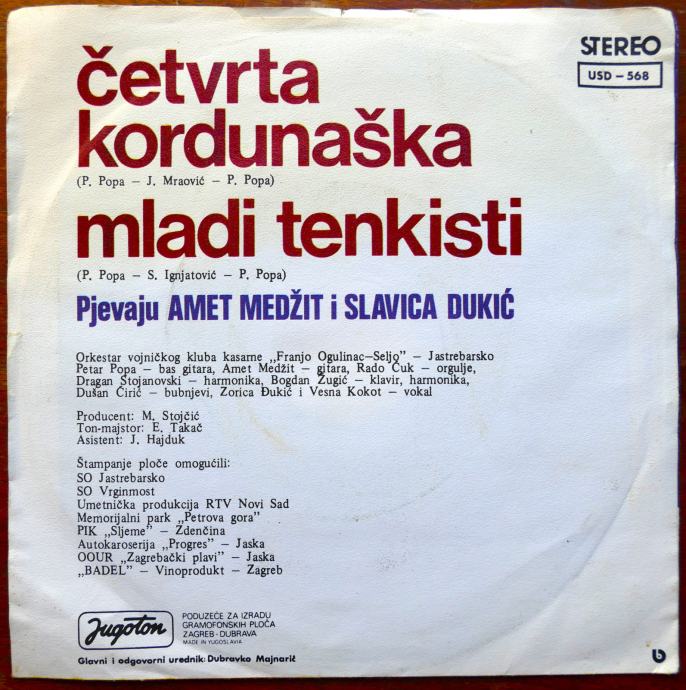 četvrta
kordunaška
(P. Popa – J. Mraović – P. Popa)
mladi tenkisti
(P. Popa – S. Ignjatović – P. Popa)
Pjevaju AMET MEDŽIT i SLAVICA DUKIĆ
STEREO
USD – 568
Orkestar vojničkog kluba kasarne „Franjo Ogulinac-Seljo” – Jastrebarsko
Petar Popa – bas gitara, Amet Medžit – gitara, Rado Čuk – orgulje,
Dragan Stojanovski – harmonika, Bogdan Žugić – klavir, harmonika,
Dušan Ćirić – bubnjevi, Zorica Đukić i Vesna Kokot – vokal
Producent: M. Stojčić
Ton-majstor: E. Takač
Asistent: J. Hajduk
Štampanje ploče omogućili:
SO Jastrebarsko
SO Vrginmost
Umetnička produkcija RTV Novi Sad
Memorijalni park „Petrova gora”
PIK „Sljeme” – Zdenčina
Autokaroserija „Progres” – Jaska
OOUR „Zagrebački plavi” – Jaska
„BADEL” – Vinoprodukt – Zagreb
Jugoton
PODUZEĆE ZA IZRADU
GRAMOFONSKIH PLOČA
ZAGREB - DUBRAVA
MADE IN YUGOSLAVIA
Glavni i odgovorni urednik: Dubravko Majnarić
b